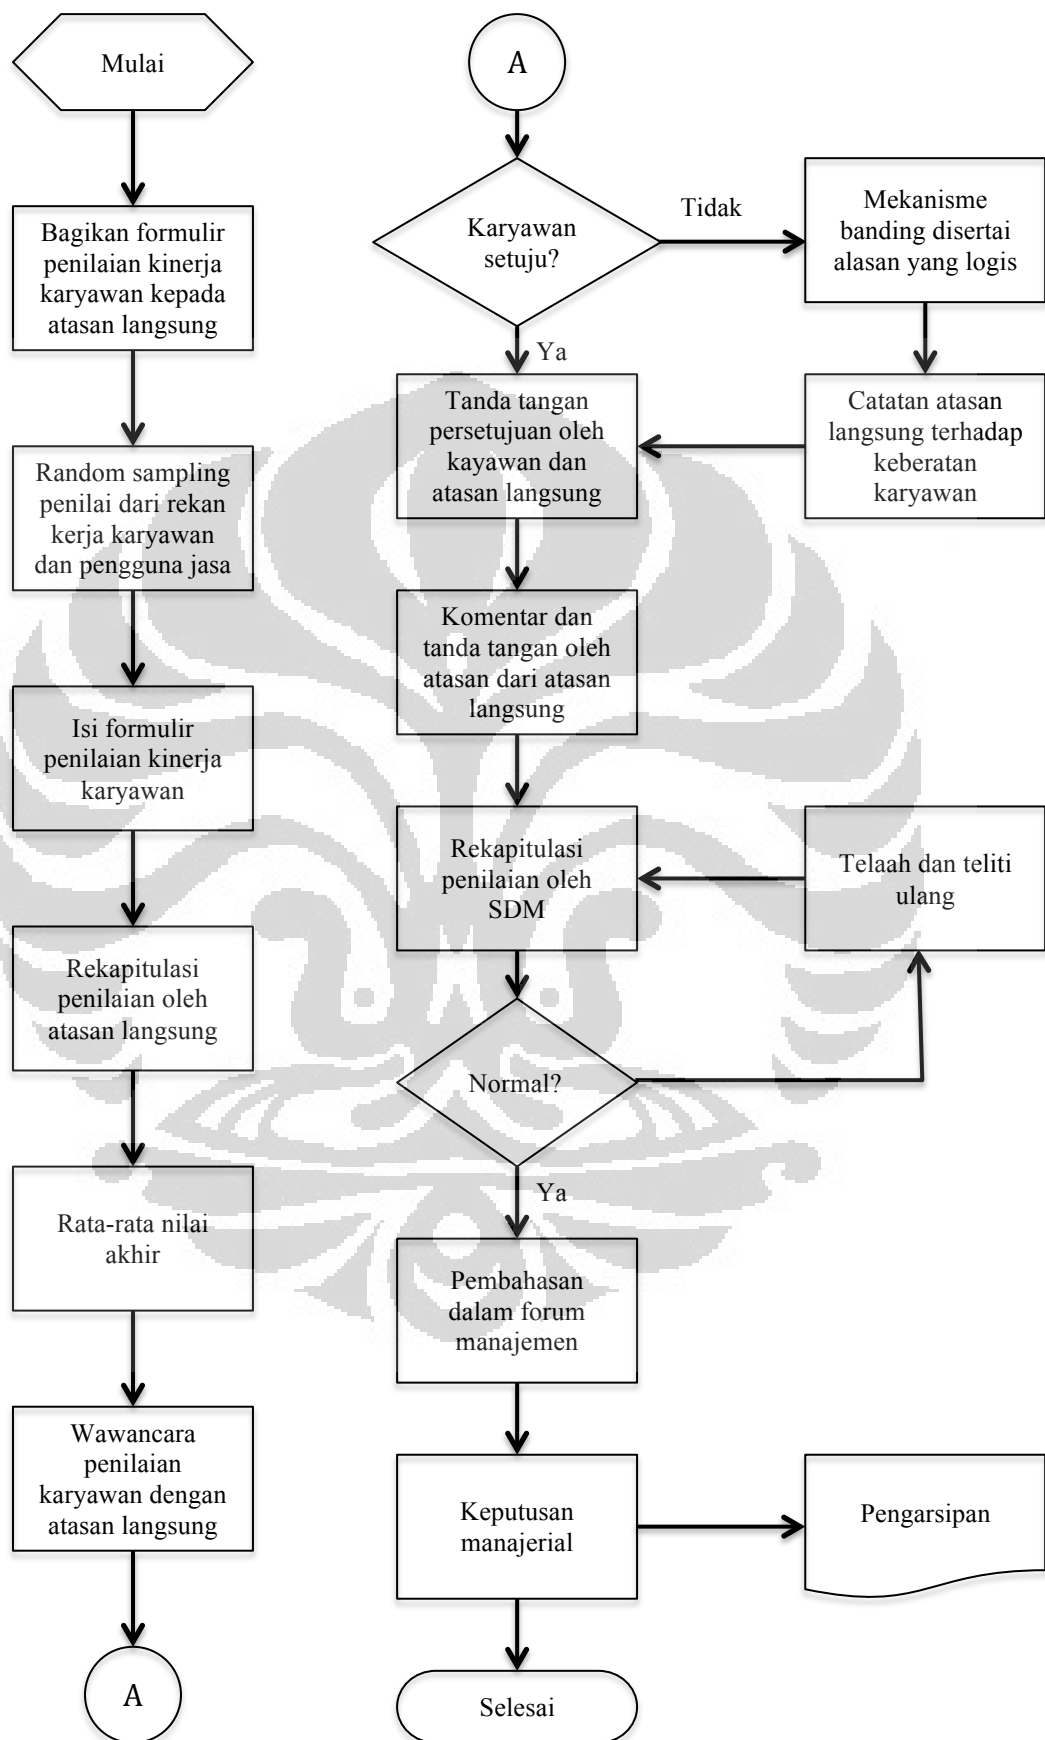 Mulai
Bagikan formulir
penilaian kinerja
karyawan kepada
atasan langsung
Random sampling
penilai dari rekan
kerja karyawan
dan pengguna jasa
Isi formulir
penilaian kinerja
karyawan
Rekapitulasi
penilaian oleh
atasan langsung
Rata-rata nilai
akhir
Wawancara
penilaian
karyawan dengan
atasan langsung
A
A
Karyawan
setuju?
Tidak
Mekanisme
banding disertai
alasan yang logis
Ya
Tanda tangan
persetujuan oleh
kayawan dan
atasan langsung
Catatan atasan
langsung terhadap
keberatan
karyawan
Komentar dan
tanda tangan oleh
atasan dari atasan
langsung
Rekapitulasi
penilaian oleh
SDM
Telaah dan teliti
ulang
Normal?
Ya
Pembahasan
dalam forum
manajemen
Keputusan
manajerial
Pengarsipan
Selesai